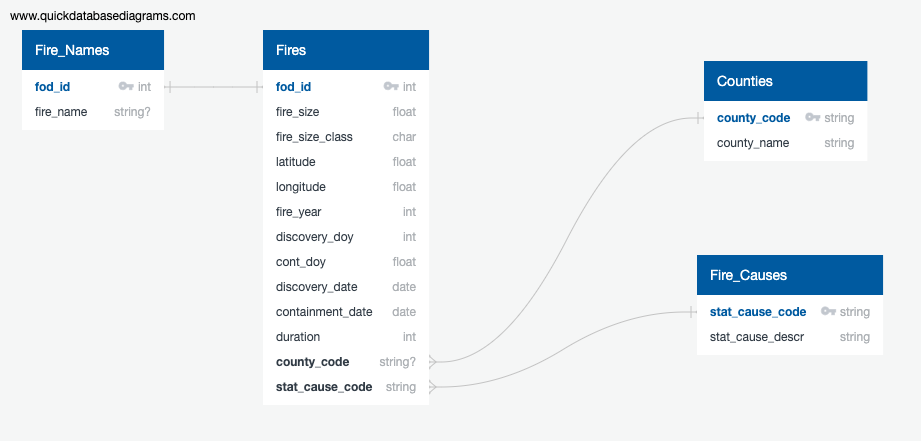 www.quickdatabasediagrams.com
Fire_Names
fod_id int
fire_name string?
Fires
fod_id int
fire_size float
fire_size_class char
latitude float
longitude float
fire_year int
discovery_doy int
cont_doy float
discovery_date date
containment_date date
duration int
county_code string?
stat_cause_code string
Counties
county_code string
county_name string
Fire_Causes
stat_cause_code string
stat_cause_descr string